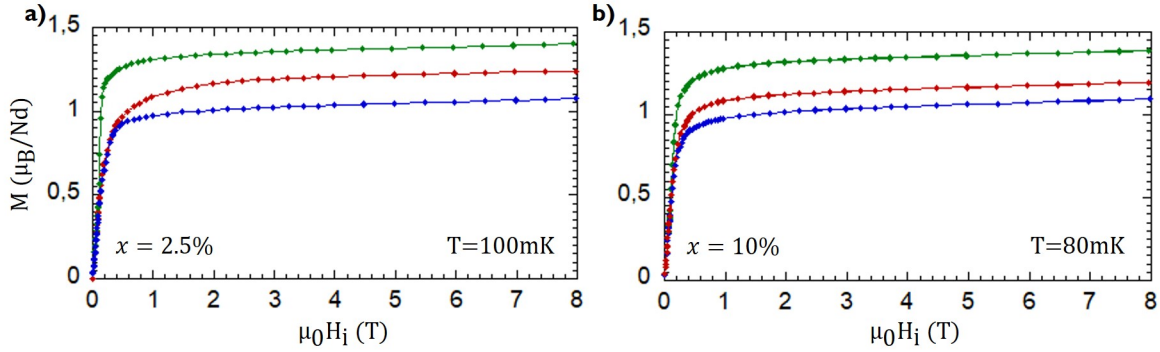 a)
M (μB/Nd)
1,5
1
0,5
0
x = 2.5%
T=100mK
0 1 2 3 4 5 6 7 8
μ0Hi (T)
b)
1,5
1
0,5
0
x = 10%
T=80mK
0 1 2 3 4 5 6 7 8
μ0Hi (T)